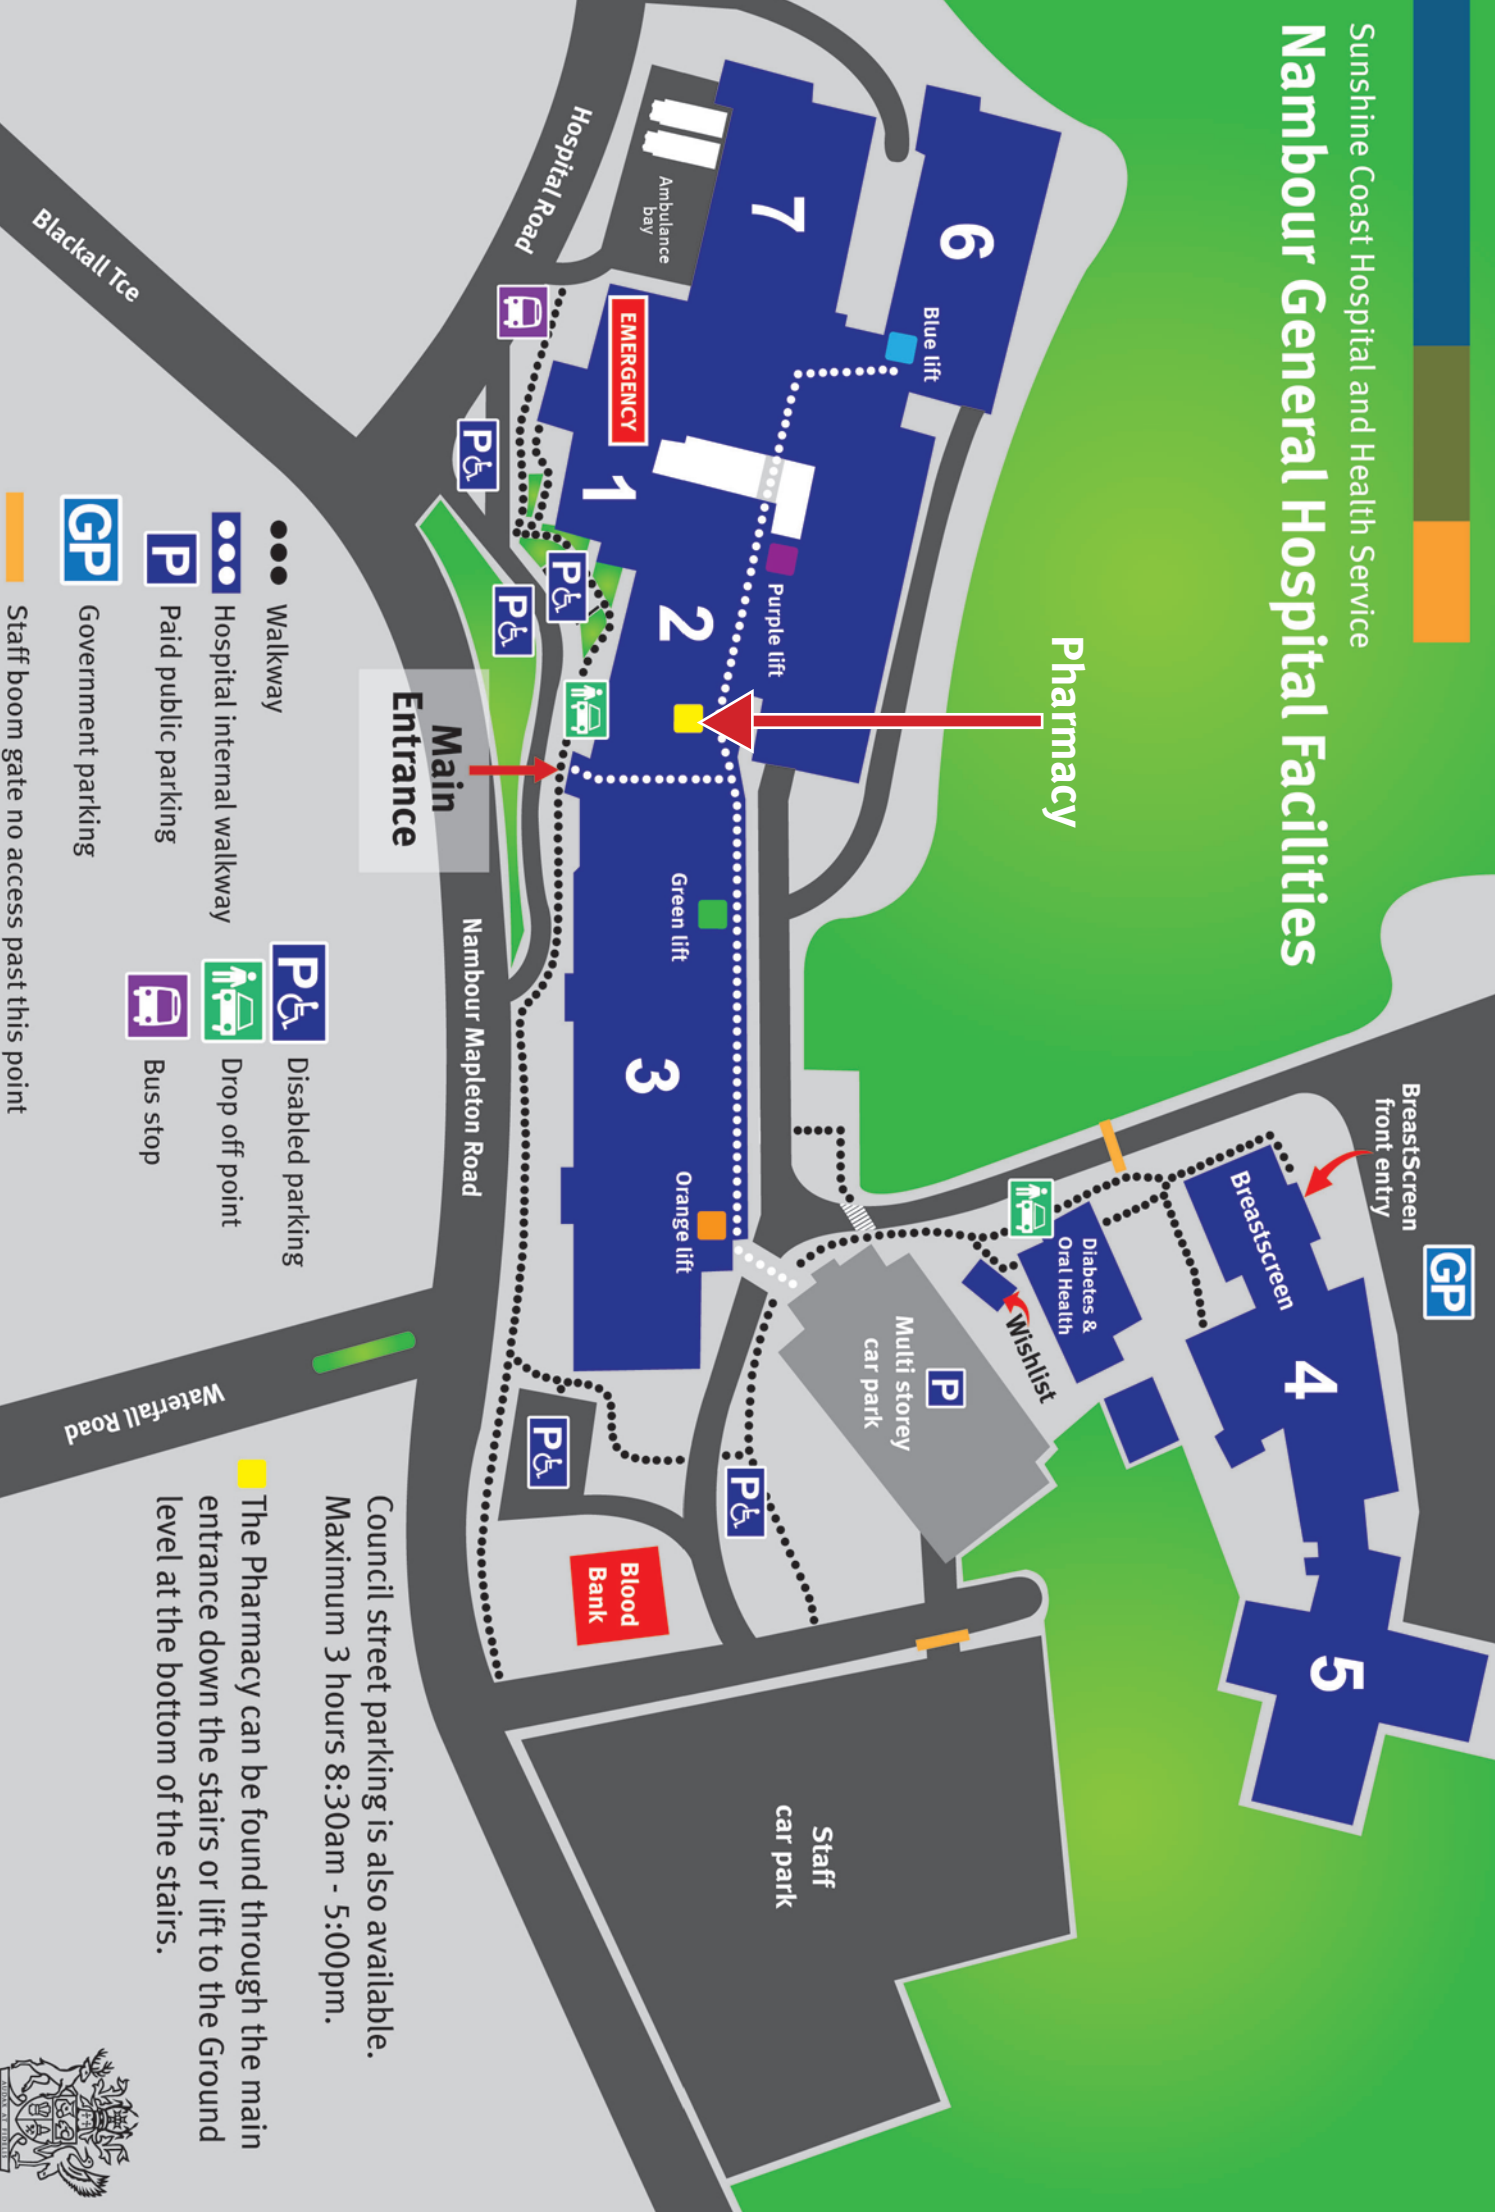 Sunshine Coast Hospital and Health Service
Nambour General Hospital Facilities
BreastScreen
front entry
GP
Breastscreen
4
5
Diabetes &
Oral Health
Wishlist
P
Multi storey
car park
Pharmacy
6
Blue lift
7
Ambulance
bay
Hospital Road
EMERGENCY
1
2
Purple lift
Green lift
3
Orange lift
P
P
P
P
P
Blood
Bank
Staff
car park
Main
Entrance
Nambour Mapleton Road
Blackall Tce
Waterfall Road
Walkway
Hospital internal walkway
P
Paid public parking
GP
Government parking
Staff boom gate no access past this point
P
Disabled parking
Drop off point
Bus stop
Council street parking is also available.
Maximum 3 hours 8:30am - 5:00pm.
The Pharmacy can be found through the main
entrance down the stairs or lift to the Ground
level at the bottom of the stairs.
AUDAX AT FIDELIS